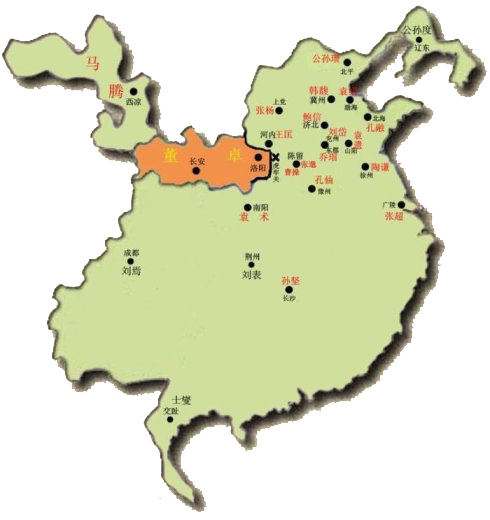 公孙度
辽东
马
腾
西凉
公孙瓒
北平
韩馥
冀州
渤海
上党
张杨
鲍信
济北
北海
孔融
刘岱
兖州
东郡
乔瑁
袁
遗
山阳
河内王匡
陈留张邈
曹操
虎牢关
陶谦
徐州
董 卓
长安
洛阳
孔伷
豫州
广陵
张超
南阳
袁 术
成都
刘焉
荆州
刘表
孙坚
长沙
士燮
交趾